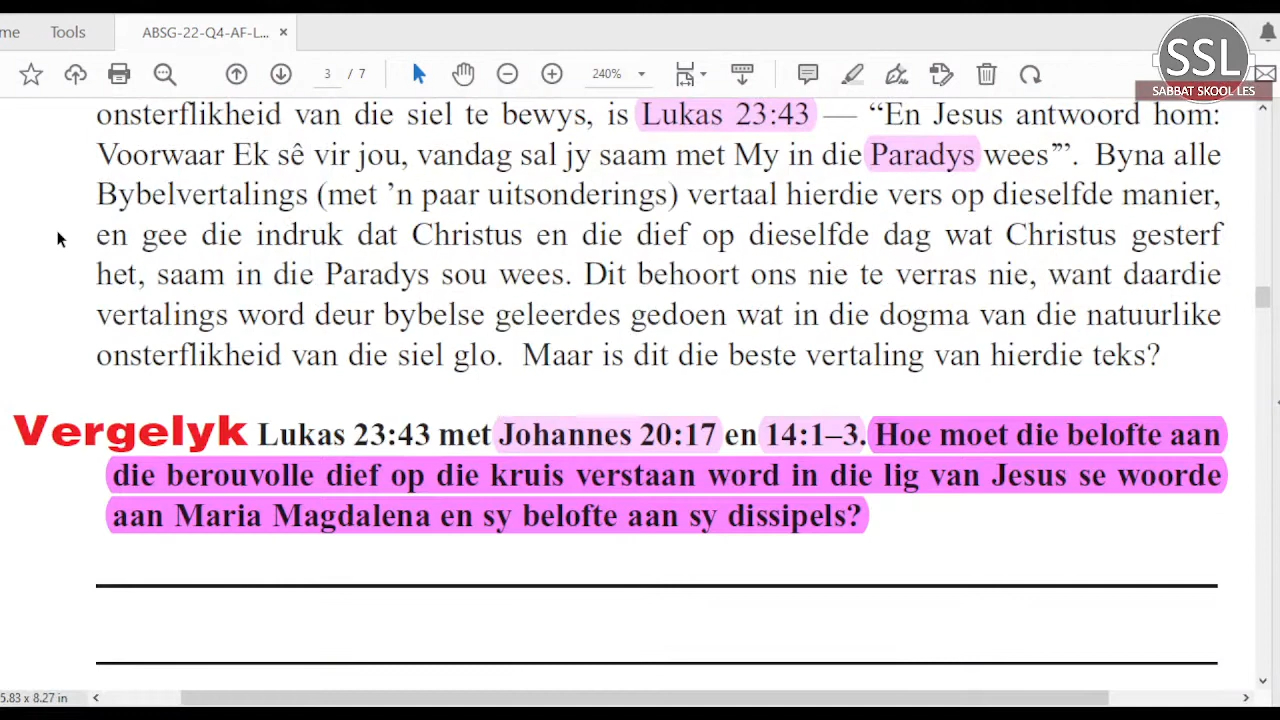 me Tools ABSG-22-Q4-AF-L... ×
SSL
SABBAT SKOOL LES
3 / 7 240%
onsterflikheid van die siel te bewys, is Lukas 23:43 — “En Jesus antwoord hom:
Voorwaar Ek sê vir jou, vandag sal jy saam met My in die Paradys wees’”. Byna alle
Bybelvertalings (met ’n paar uitsonderings) vertaal hierdie vers op dieselfde manier,
en gee die indruk dat Christus en die dief op dieselfde dag wat Christus gesterf
het, saam in die Paradys sou wees. Dit behoort ons nie te verras nie, want daardie
vertalings word deur bybelse geleerdes gedoen wat in die dogma van die natuurlike
onsterflikheid van die siel glo. Maar is dit die beste vertaling van hierdie teks?
Vergelyk Lukas 23:43 met Johannes 20:17 en 14:1–3. Hoe moet die belofte aan
die berouvolle dief op die kruis verstaan word in die lig van Jesus se woorde
aan Maria Magdalena en sy belofte aan sy dissipels?
5.83 x 8.27 in